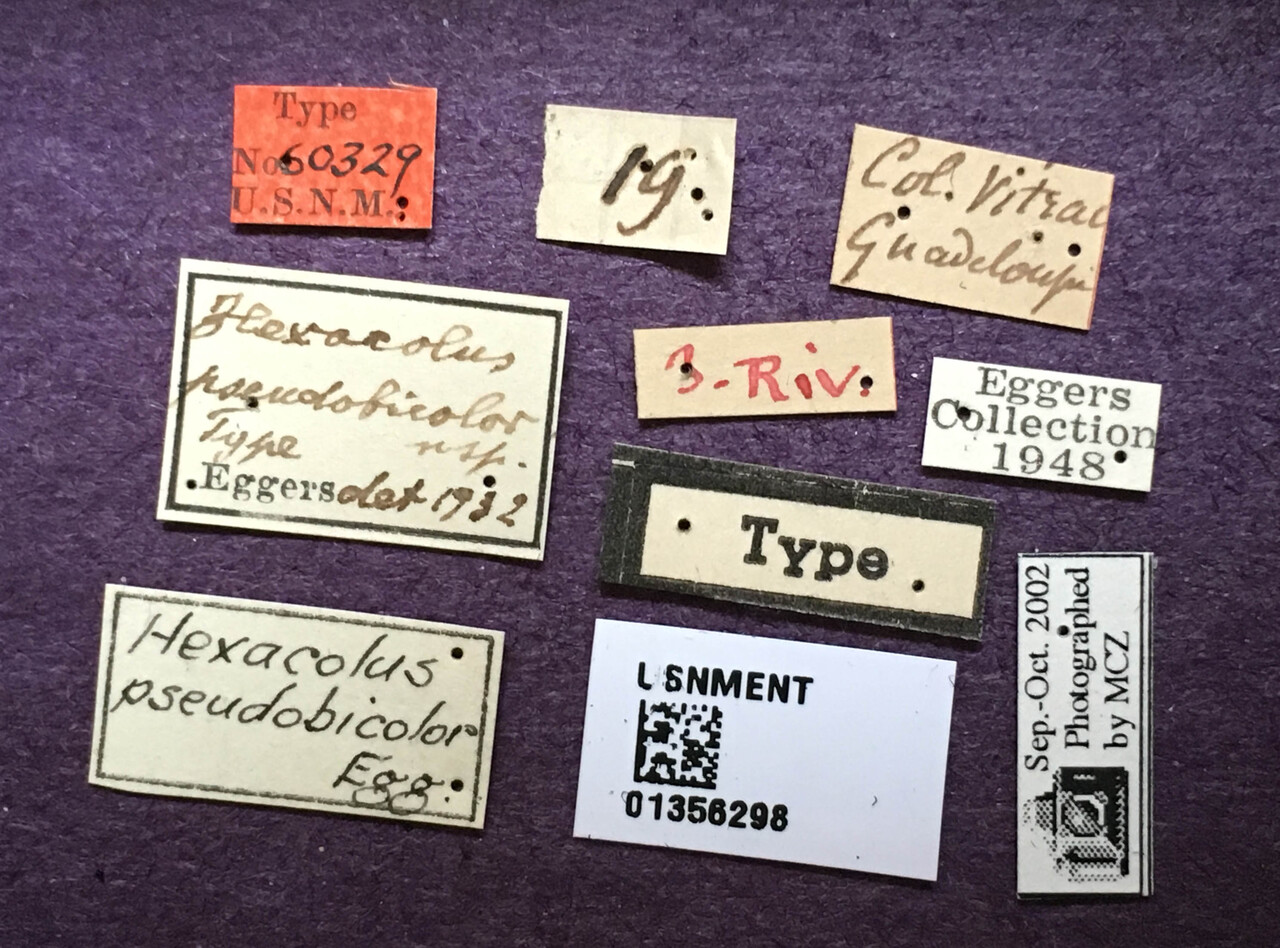 Type
No 60329
U.S.N.M.
19.
Col. Vitrac
Guadeloupe
Hexacolus
pseudobicolor
Type nsp.
Eggers det 1932
3. Riv.
Eggers
Collection
1948
Type
Hexacolus
pseudobicolor
Egg.
USNMENT
01356298
Sep.-Oct. 2002
Photographed
by MCZ